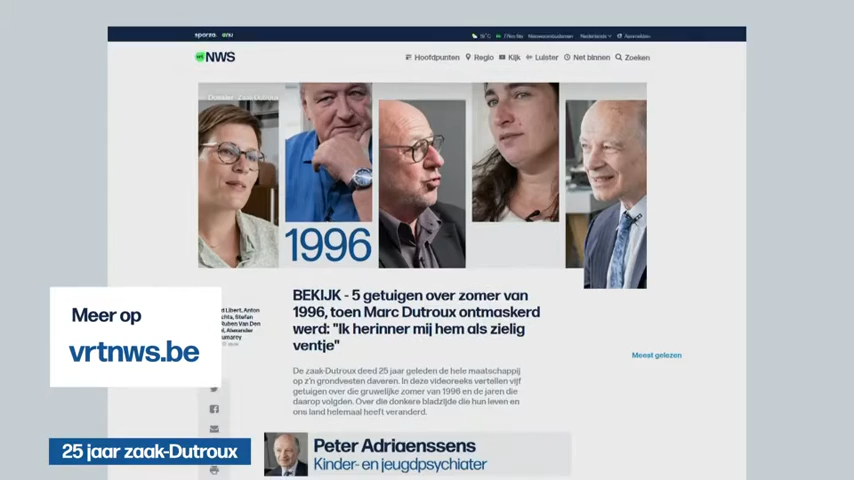 sporza.
NWS
Hoofdpunten Regio Kijk Luister Net binnen Zoeken
1996
BEKIJK - 5 getuigen over zomer van
1996, toen Marc Dutroux ontmaskerd
werd: "Ik herinner mij hem als zielig
ventje"
De zaak-Dutroux deed 25 jaar geleden de hele maatschappij
op z'n grondvesten daveren. In deze videoreeks vertellen vijf
getuigen over die gruwelijke zomer van 1996 en de jaren die
daarop volgden. Over die donkere bladzijde die hun leven en
ons land helemaal heeft veranderd.
Meest gelezen
Meer op
vrtnws.be
25 jaar zaak-Dutroux
Peter Adriaenssens
Kinder- en jeugdpsychiater